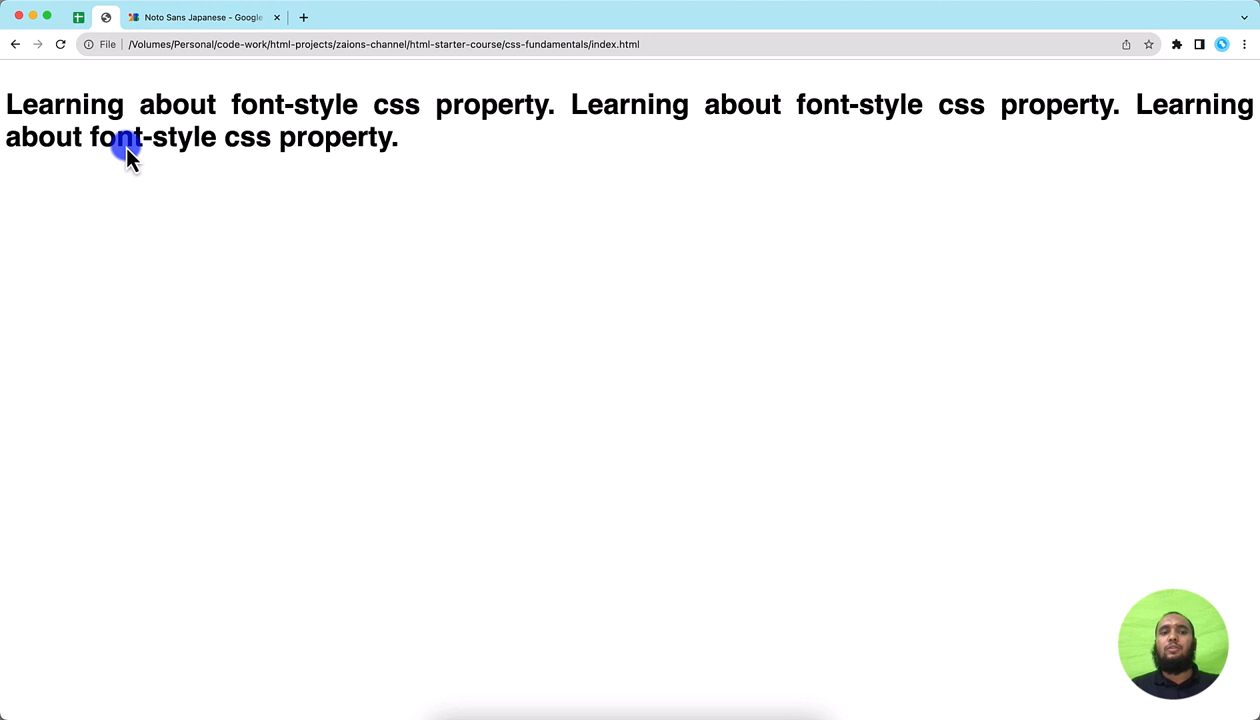 Noto Sans Japanese - Google
File
/Volumes/Personal/code-work/html-projects/zaions-channel/html-starter-course/css-fundamentals/index.html
Learning about font-style css property. Learning about font-style css property. Learning
about font-style css property.